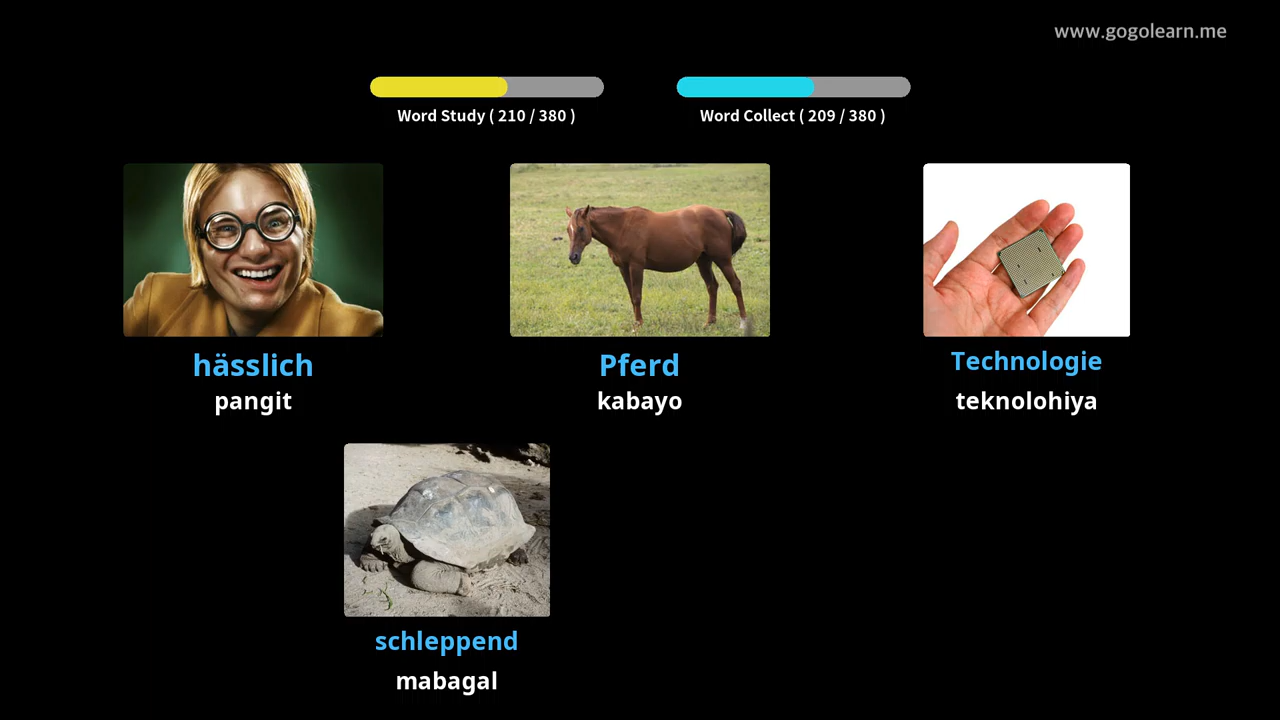 www.gogolearn.me
Word Study ( 210 / 380 )
Word Collect ( 209 / 380 )
hässlich
pangit
Pferd
kabayo
Technologie
teknolohiya
schleppend
mabagal